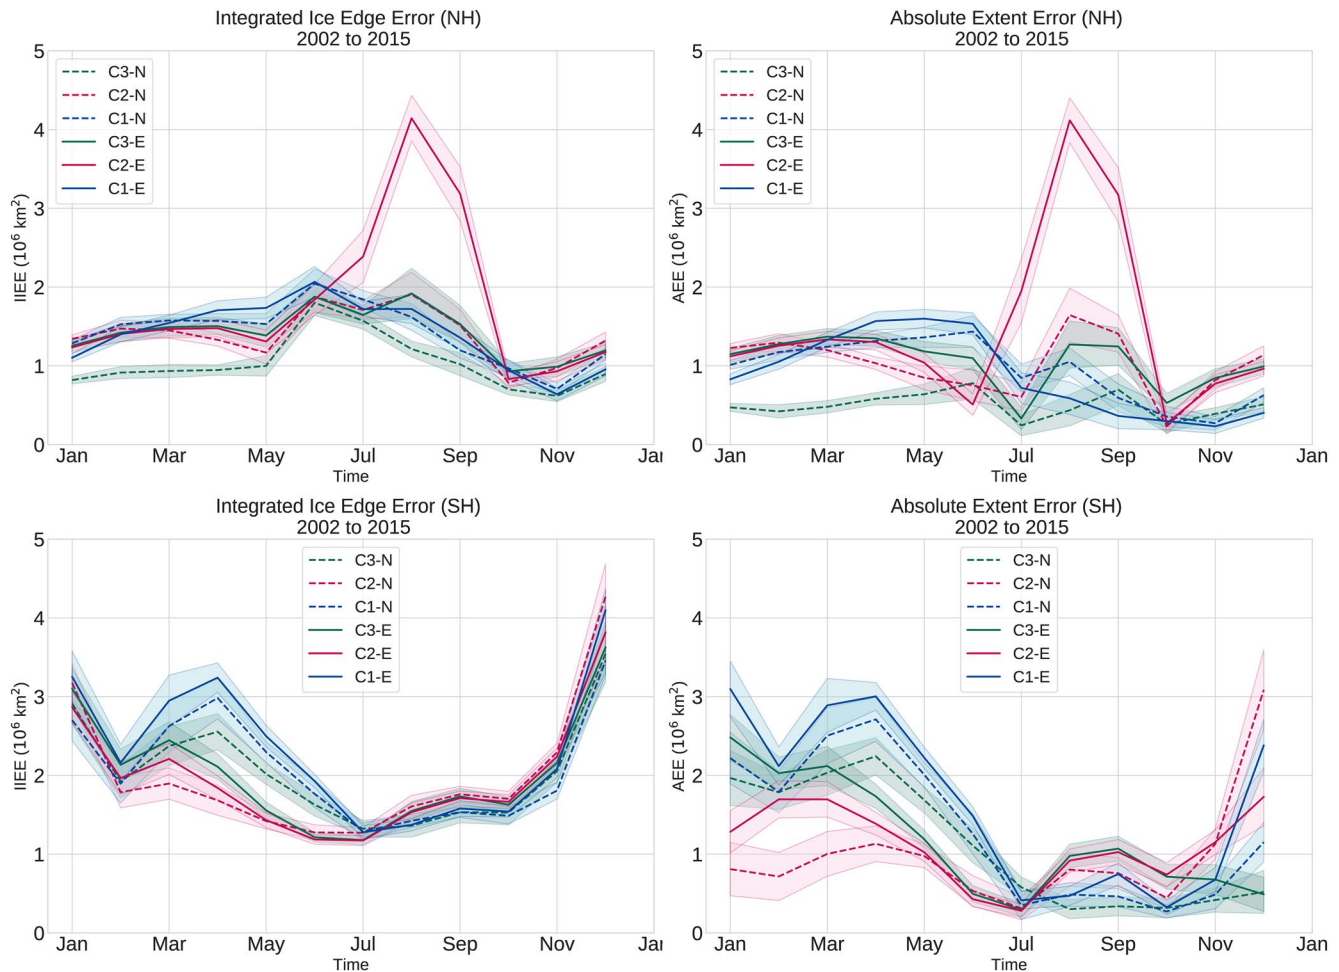 Integrated Ice Edge Error (NH)
2002 to 2015
5
4
3
2
1
0
IIEE (10⁶ km²)
C3-N
C2-N
C1-N
C3-E
C2-E
C1-E
Jan Mar May Jul Sep Nov Jar
Time
Absolute Extent Error (NH)
2002 to 2015
5
4
3
2
1
0
AEE (10⁶ km²)
C3-N
C2-N
C1-N
C3-E
C2-E
C1-E
Jan Mar May Jul Sep Nov Jan
Time
Integrated Ice Edge Error (SH)
2002 to 2015
5
4
3
2
1
0
IIEE (10⁶ km²)
C3-N
C2-N
C1-N
C3-E
C2-E
C1-E
Jan Mar May Jul Sep Nov Jar
Time
Absolute Extent Error (SH)
2002 to 2015
5
4
3
2
1
0
AEE (10⁶ km²)
C3-N
C2-N
C1-N
C3-E
C2-E
C1-E
Jan Mar May Jul Sep Nov Jan
Time